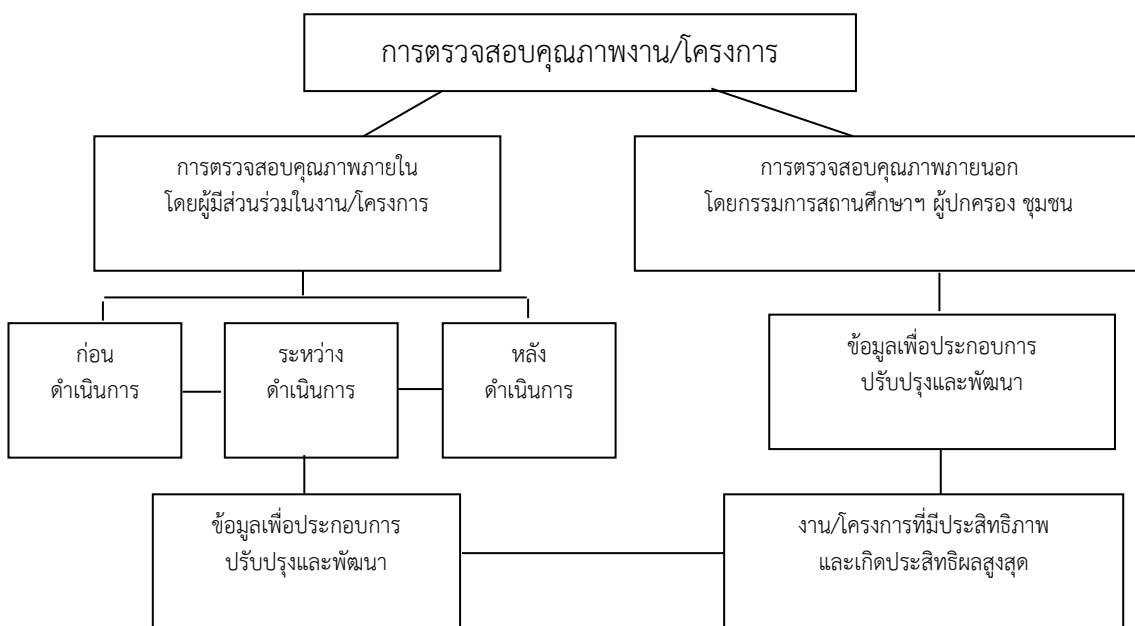 การตรวจสอบคุณภาพงาน/โครงการ
การตรวจสอบคุณภาพภายใน
โดยผู้มีส่วนร่วมในงาน/โครงการ
การตรวจสอบคุณภาพภายนอก
โดยกรรมการสถานศึกษาฯ ผู้ปกครอง ชุมชน
ก่อน
ดำเนินการ
ระหว่าง
ดำเนินการ
หลัง
ดำเนินการ
ข้อมูลเพื่อประกอบการ
ปรับปรุงและพัฒนา
ข้อมูลเพื่อประกอบการ
ปรับปรุงและพัฒนา
งาน/โครงการที่มีประสิทธิภาพ
และเกิดประสิทธิผลสูงสุด